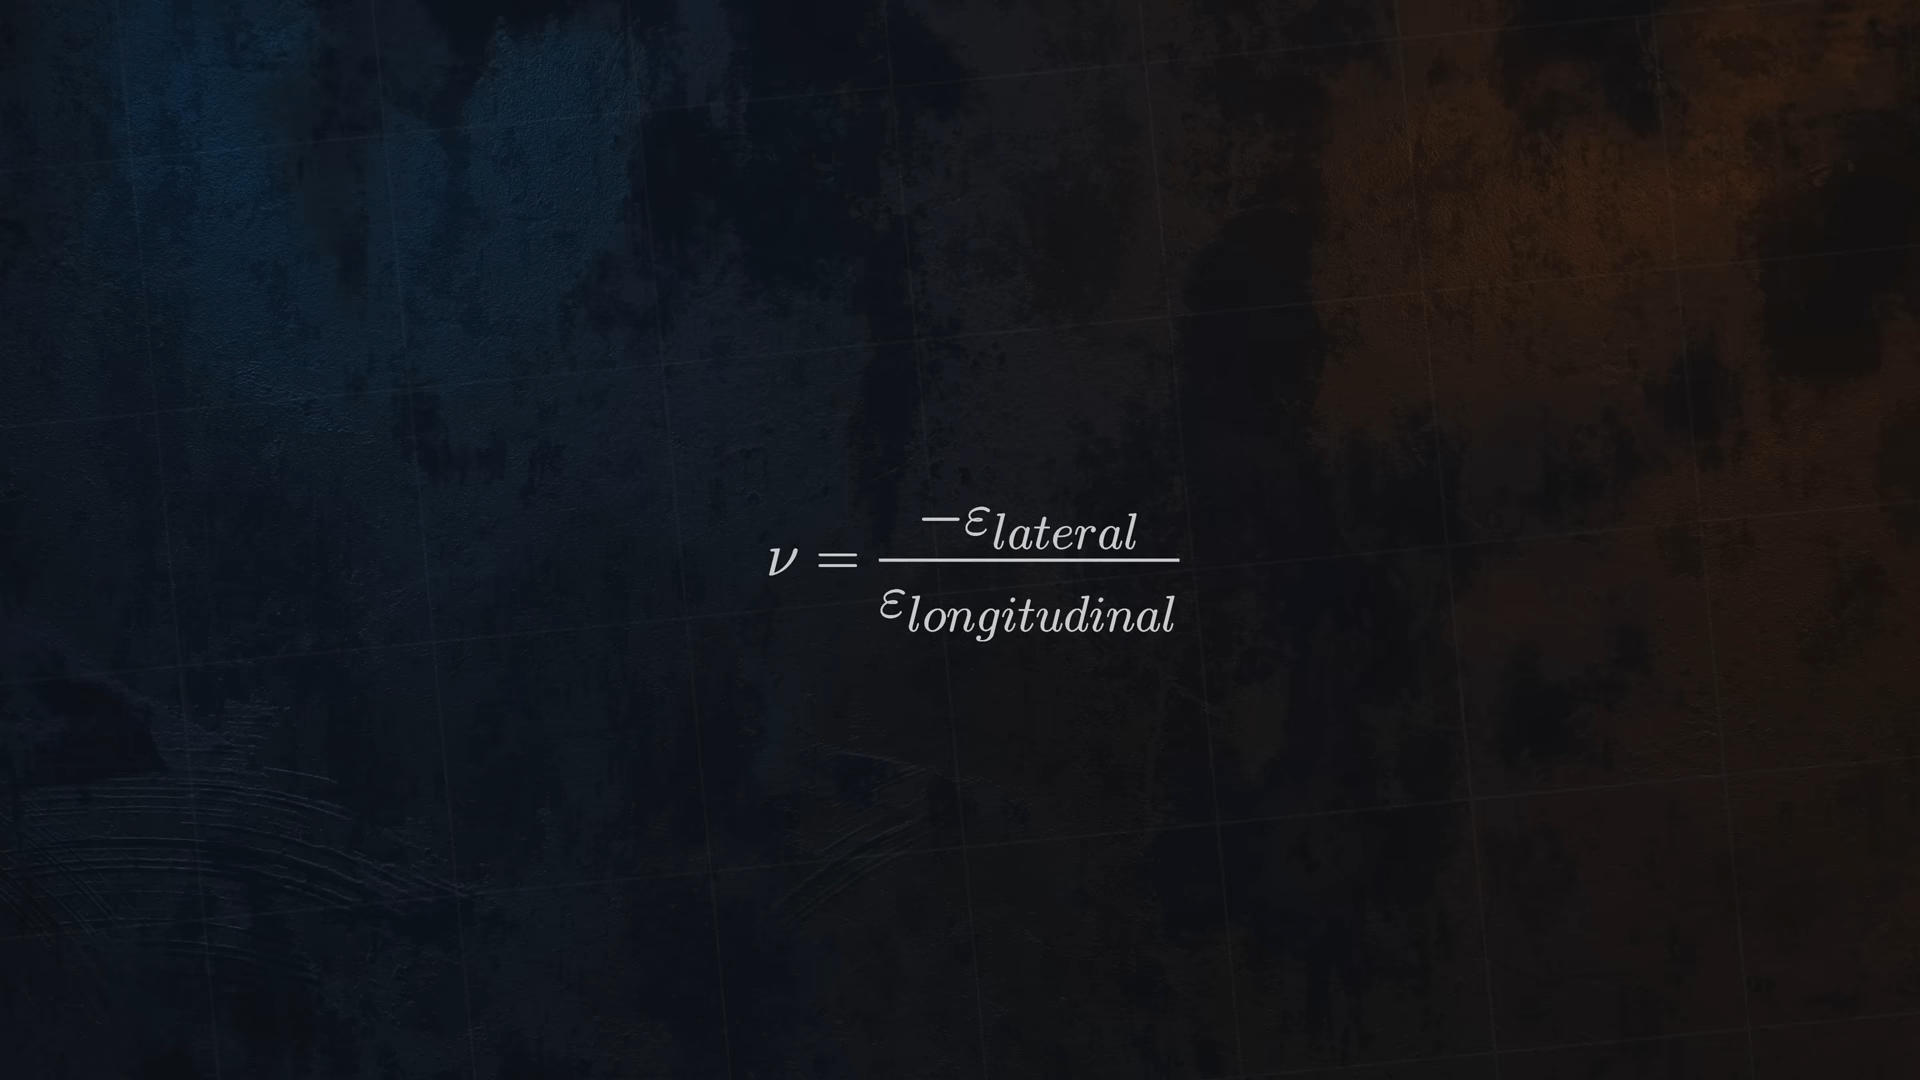 ν = −ε_lateral / ε_longitudinal